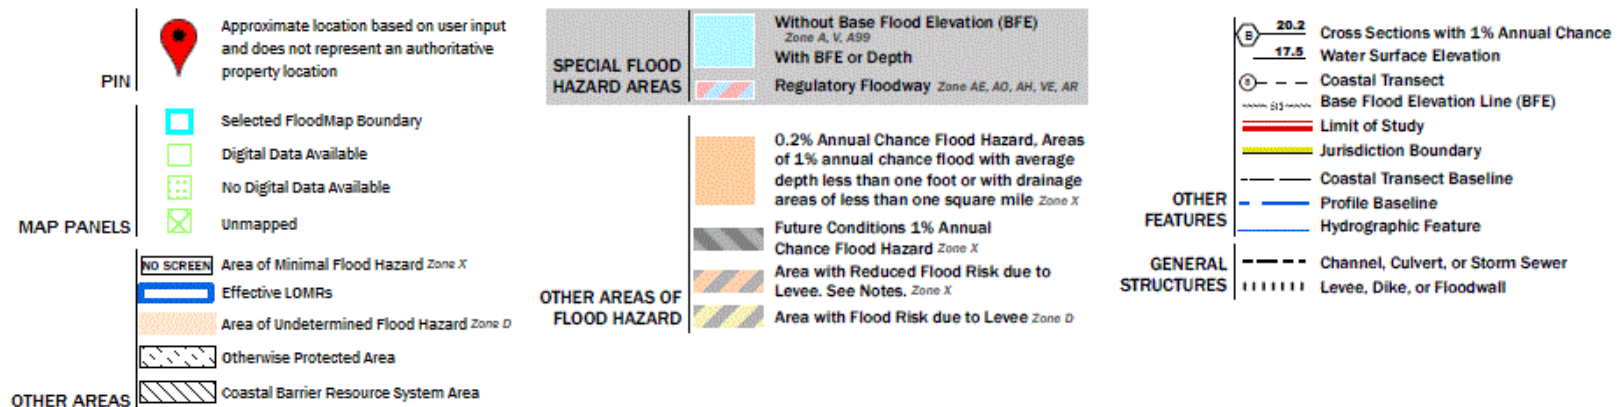 PIN
Approximate location based on user input
and does not represent an authoritative
property location
MAP PANELS
Selected FloodMap Boundary
Digital Data Available
No Digital Data Available
Unmapped
OTHER AREAS
NO SCREEN Area of Minimal Flood Hazard Zone X
Effective LOMRs
Area of Undetermined Flood Hazard Zone D
Otherwise Protected Area
Coastal Barrier Resource System Area
SPECIAL FLOOD
HAZARD AREAS
Without Base Flood Elevation (BFE)
Zone A, V, A99
With BFE or Depth
Regulatory Floodway Zone AE, AO, AH, VE, AR
OTHER AREAS OF
FLOOD HAZARD
0.2% Annual Chance Flood Hazard, Areas
of 1% annual chance flood with average
depth less than one foot or with drainage
areas of less than one square mile Zone X
Future Conditions 1% Annual
Chance Flood Hazard Zone X
Area with Reduced Flood Risk due to
Levee. See Notes. Zone X
Area with Flood Risk due to Levee Zone D
OTHER
FEATURES
B 20.2 Cross Sections with 1% Annual Chance
17.5 Water Surface Elevation
8 Coastal Transect
513 Base Flood Elevation Line (BFE)
Limit of Study
Jurisdiction Boundary
Coastal Transect Baseline
Profile Baseline
Hydrographic Feature
GENERAL
STRUCTURES
Channel, Culvert, or Storm Sewer
Levee, Dike, or Floodwall